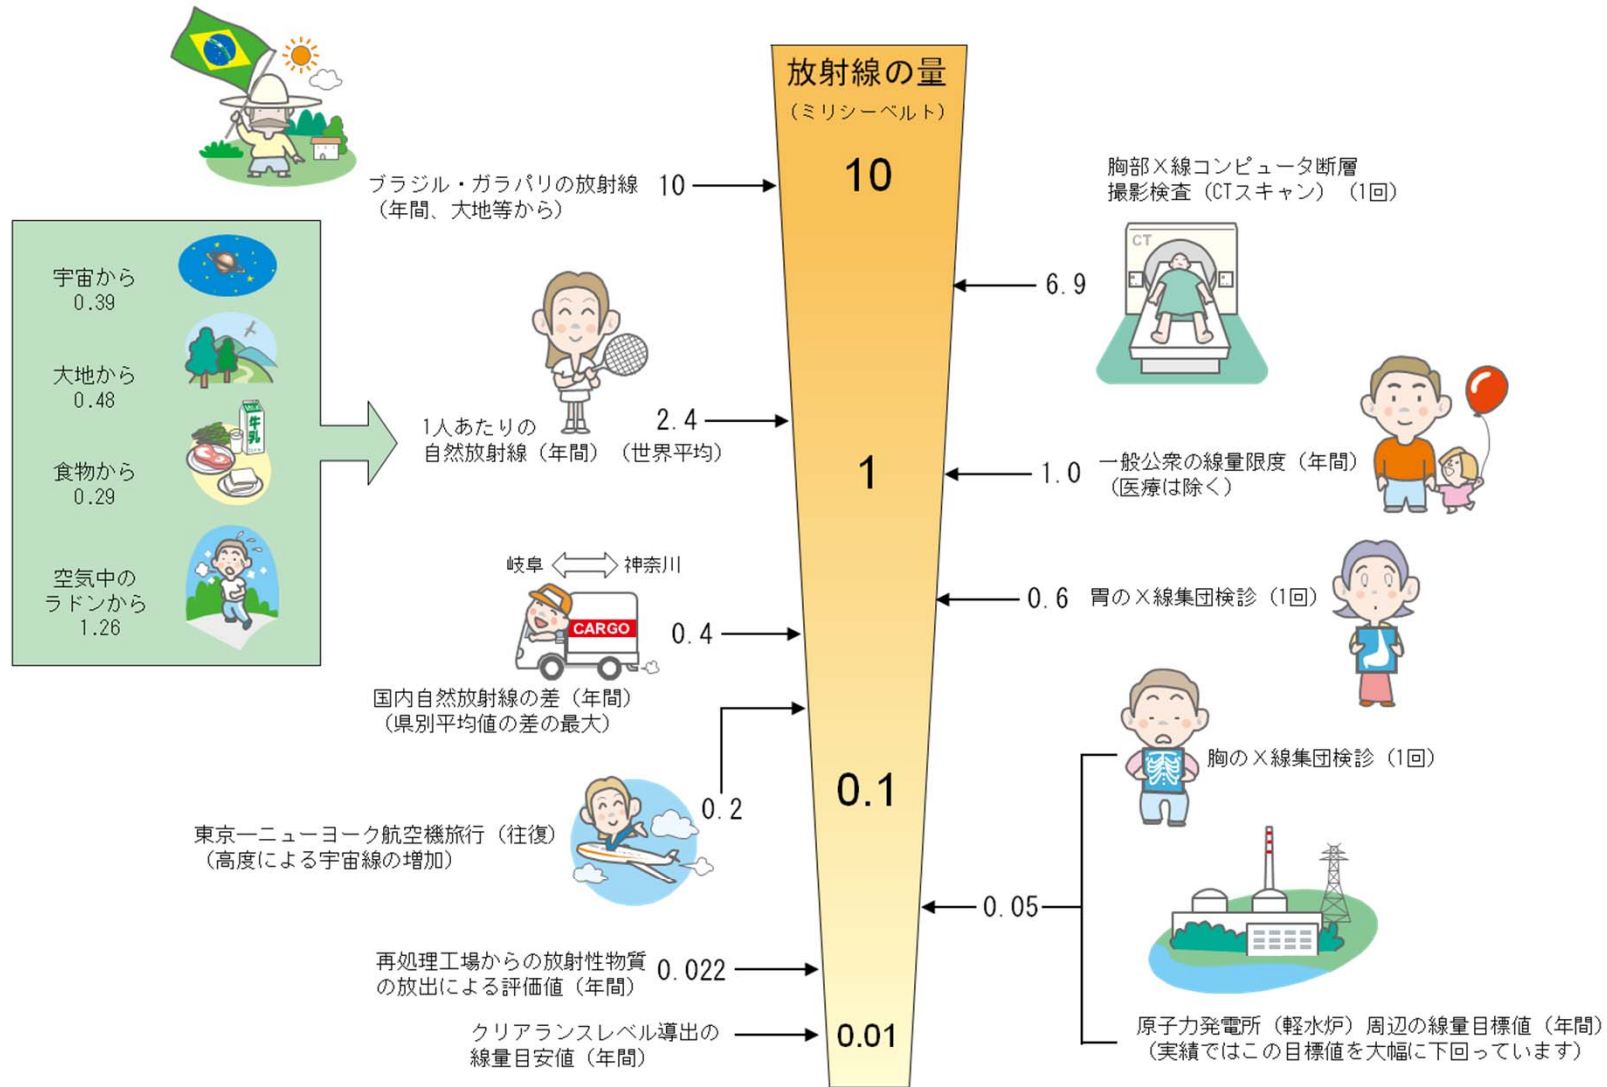 放射線の量
（ミリシーベルト）
10
1
0.1
0.01
ブラジル・ガラパリの放射線
（年間、大地等から）
10
宇宙から
0.39
大地から
0.48
食物から
0.29
空気中の
ラドンから
1.26
牛乳
1人あたりの
自然放射線（年間）（世界平均）
2.4
岐阜
神奈川
CARGO
0.4
国内自然放射線の差（年間）
（県別平均値の差の最大）
0.2
東京ーニューヨーク航空機旅行（往復）
（高度による宇宙線の増加）
再処理工場からの放射性物質
の放出による評価値（年間）
0.022
クリアランスレベル導出の
線量目安値（年間）
胸部X線コンピュータ断層
撮影検査（CTスキャン）（1回）
CT
6.9
1.0
一般公衆の線量限度（年間）
（医療は除く）
0.6
胃のX線集団検診（1回）
胸のX線集団検診（1回）
0.05
原子力発電所（軽水炉）周辺の線量目標値（年間）
（実績ではこの目標値を大幅に下回っています）